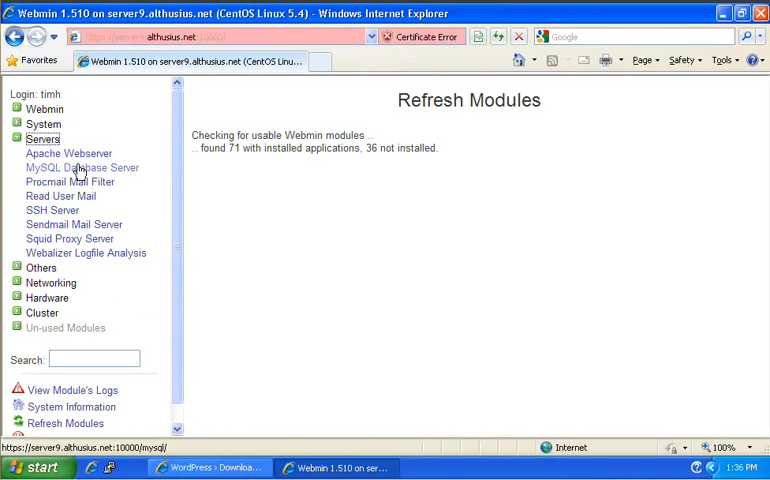 Webmin 1.510 on server9.althusius.net (CentOS Linux 5.4) - Windows Internet Explorer
https://server9.althusius.net:10000/
Certificate Error
Google
Favorites
Webmin 1.510 on server9.althusius.net (CentOS Linu...
Page
Safety
Tools
Login: timh
Webmin
System
Servers
Apache Webserver
MySQL Database Server
Procmail Mail Filter
Read User Mail
SSH Server
Sendmail Mail Server
Squid Proxy Server
Webalizer Logfile Analysis
Others
Networking
Hardware
Cluster
Un-used Modules
Search:
View Module's Logs
System Information
Refresh Modules
Refresh Modules
Checking for usable Webmin modules ..
.. found 71 with installed applications, 36 not installed.
https://server9.althusius.net:10000/mysql/
Internet
100%
start
WordPress › Downloa...
Webmin 1.510 on ser...
1:36 PM